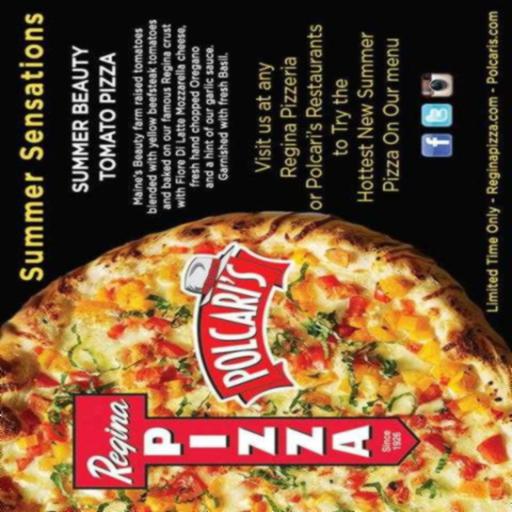 Summer Sensations
SUMMER BEAUTY
TOMATO PIZZA
Maine's Beauty farm raised tomatoes
blended with yellow beefsteak tomatoes
and baked on our famous Regina crust
with Fiore Di Latte Mozzarella cheese,
fresh hand chopped Oregano
and a hint of our garlic sauce.
Garnished with fresh Basil.
Visit us at any
Regina Pizzeria
or Polcari's Restaurants
to Try the
Hottest New Summer
Pizza On Our menu
Limited Time Only - Reginapizza.com - Polcaris.com
POLCARI'S
Regina
PIZZA
Since
1926